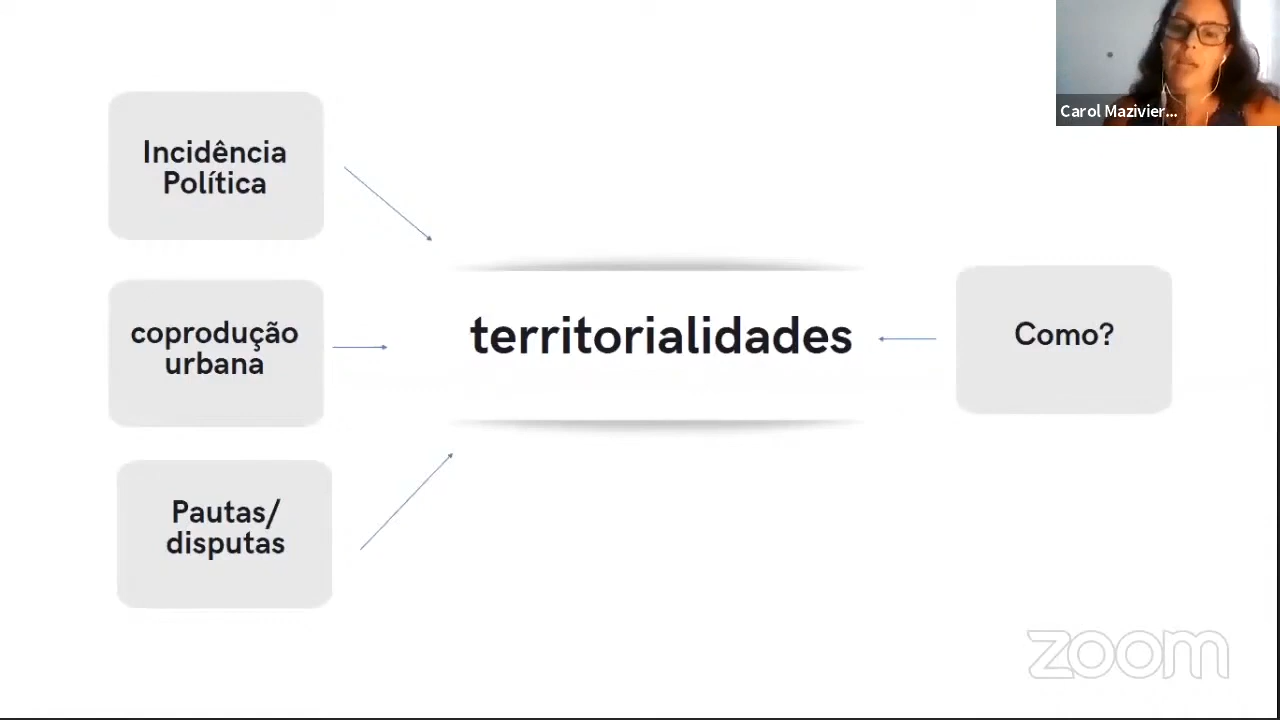 Carol Mazivier...
Incidência
Política
coprodução
urbana
Pautas/
disputas
territorialidades
Como?
zoom